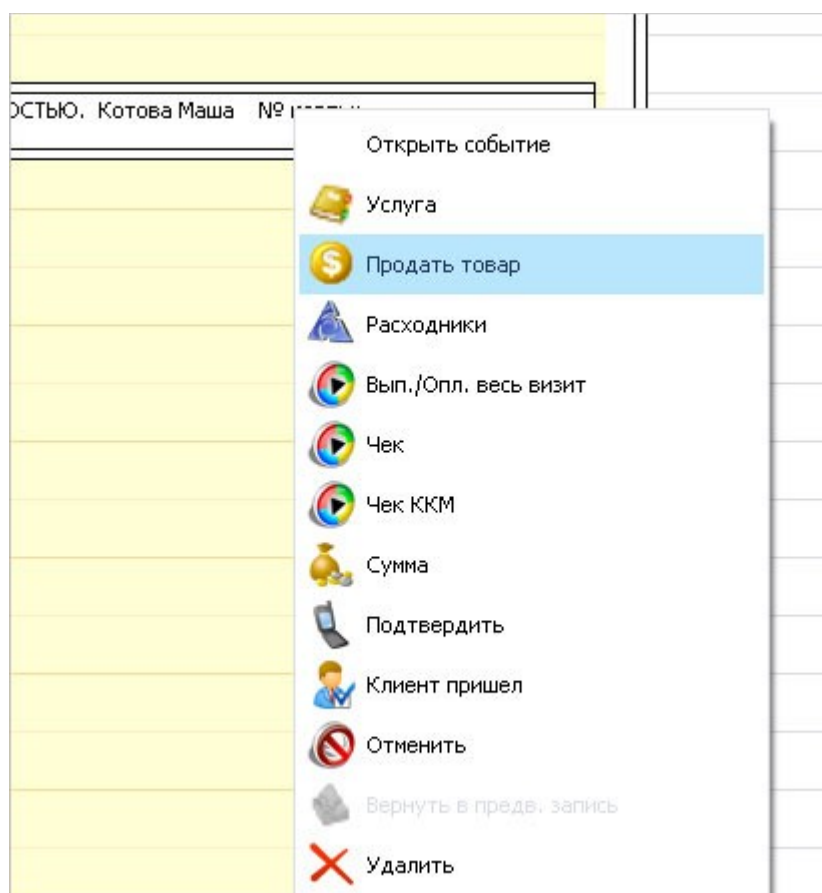 ОСТЬЮ. Котова Маша №
Открыть событие
Услуга
Продать товар
Расходники
Вып./Опл. весь визит
Чек
Чек ККМ
Сумма
Подтвердить
Клиент пришел
Отменить
Вернуть в предв. запись
Удалить